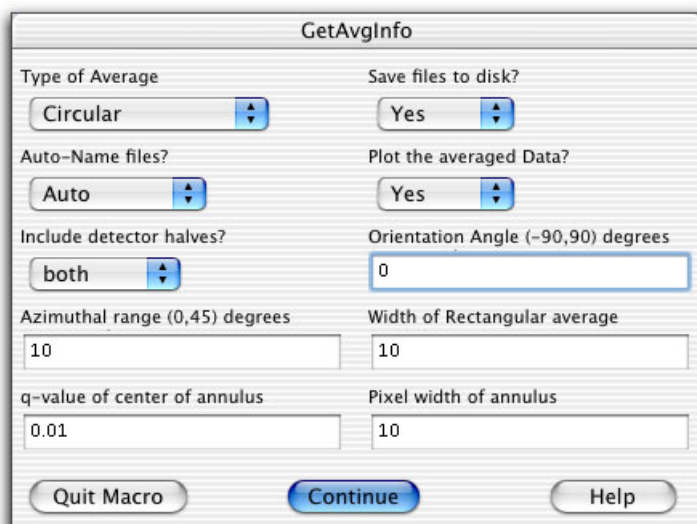 GetAvgInfo
Type of Average
Save files to disk?
Circular
Yes
Auto-Name files?
Plot the averaged Data?
Auto
Yes
Include detector halves?
Orientation Angle (-90,90) degrees
both
0
Azimuthal range (0,45) degrees
Width of Rectangular average
10
10
q-value of center of annulus
Pixel width of annulus
0.01
10
Quit Macro
Continue
Help